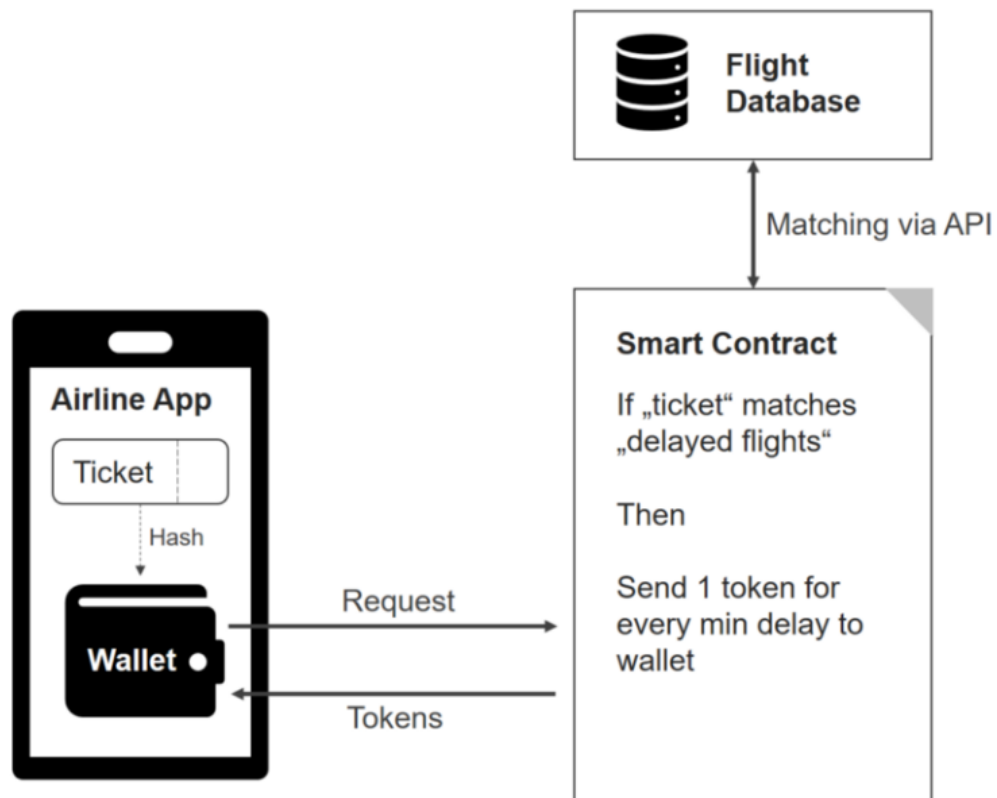 Flight
Database
Matching via API
Airline App
Ticket
Hash
Wallet
Request
Tokens
Smart Contract
If „ticket“ matches
„delayed flights“
Then
Send 1 token for
every min delay to
wallet